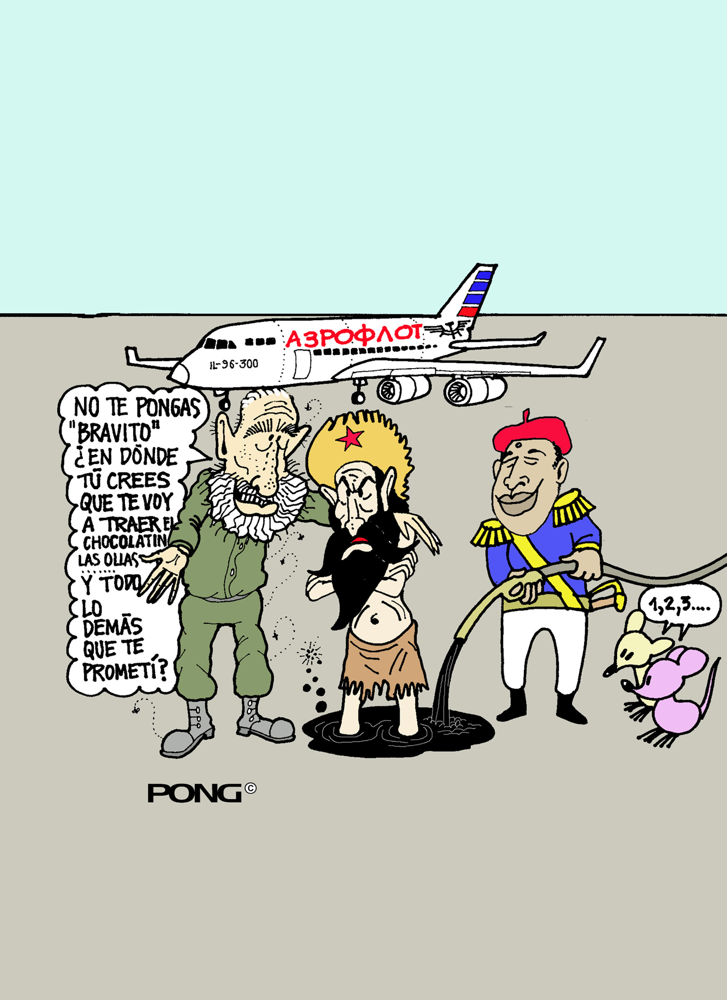 АЭРОФЛОТ
IL-96-300
NO TE PONGAS
"BRAVITO"
¿EN DÓNDE
TÚ CREES
QUE TE VOY
A TRAER EL
CHOCOLATIN
LAS OLLAS
Y TODO
LO
DEMÁS
QUE TE
PROMETÍ?
1,2,3....
PONG ©